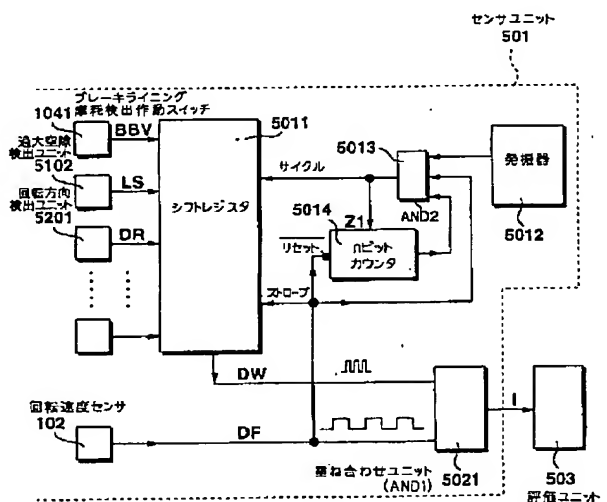 センサユニット
501
ブレーキライニング
摩耗検出作動スイッチ
1041
BBV
5011
過大空隙
検出ユニット
5102
LS
回転方向
検出ユニット
5201
DR
シフトレジスタ
サイクル
5013
AND2
発振器
5012
5014
Z1
nビット
カウンタ
リセット
ストローブ
DW
回転速度センサ
102
DF
重ね合わせユニット
(AND1)
5021
I
503
評価ユニット